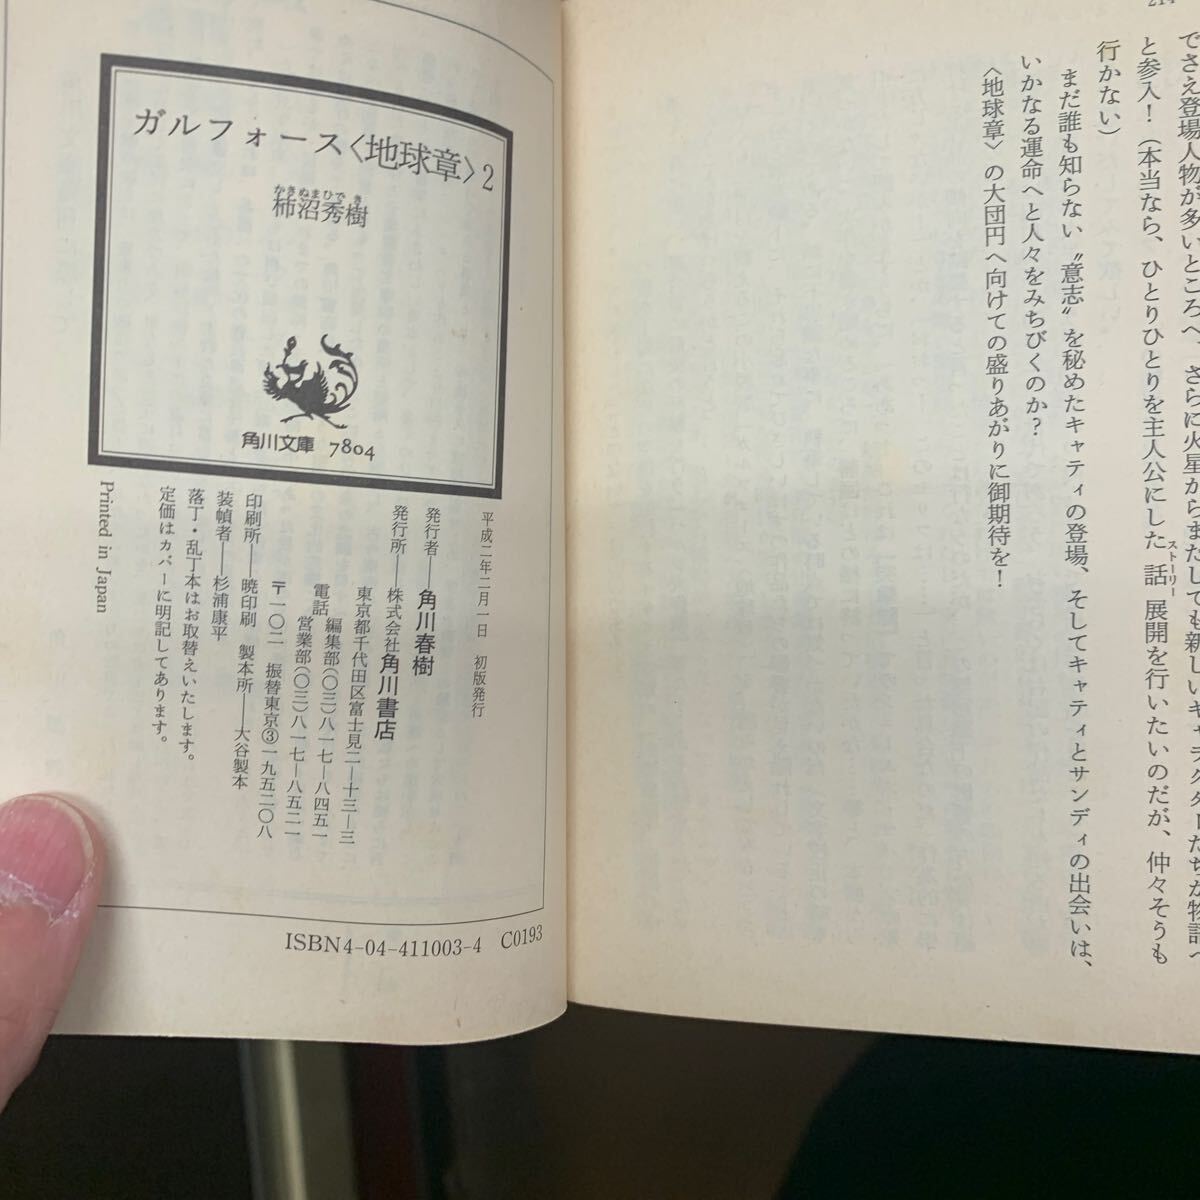 でさえ登場人物が多いところへ、さらに火星からまたしても新しいキャラクターたちが物語へ
と参入！（本当なら、ひとりひとりを主人公にした話展開を行いたいのだが、仲々そうも
ストーリー
行かない）
まだ誰も知らない〝意志〟を秘めたキャティの登場、そしてキャティとサンディの出会いは、
いかなる運命へと人々をみちびくのか？
〈地球章〉の大団円へ向けての盛りあがりに御期待を！
ガルフォース〈地球章〉2
かきぬまひでき
柿沼秀樹
角川文庫 7804
平成二年二月一日 初版発行
発行者―角川春樹
発行所―株式会社角川書店
東京都千代田区富士見二―十三―三
電話 編集部(〇三)八一七―八四五一
営業部(〇三)八一七―八五二一
〒一〇二 振替東京③一九五二〇八
印刷所―暁印刷 製本所―大谷製本
装幀者―杉浦康平
落丁・乱丁本はお取替えいたします。
定価はカバーに明記してあります。
Printed in Japan
ISBN4-04-411003-4 C0193